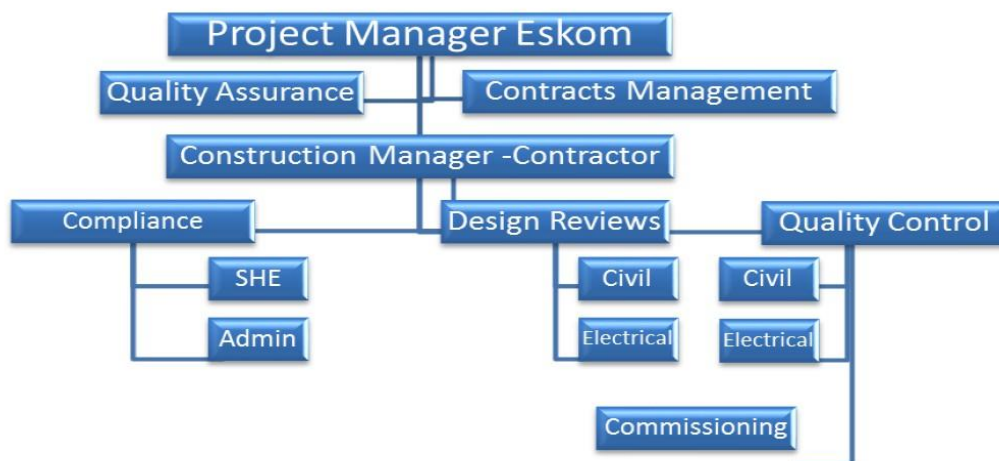 Project Manager Eskom
Quality Assurance
Contracts Management
Construction Manager -Contractor
Compliance
Design Reviews
Quality Control
SHE
Civil
Civil
Admin
Electrical
Electrical
Commissioning